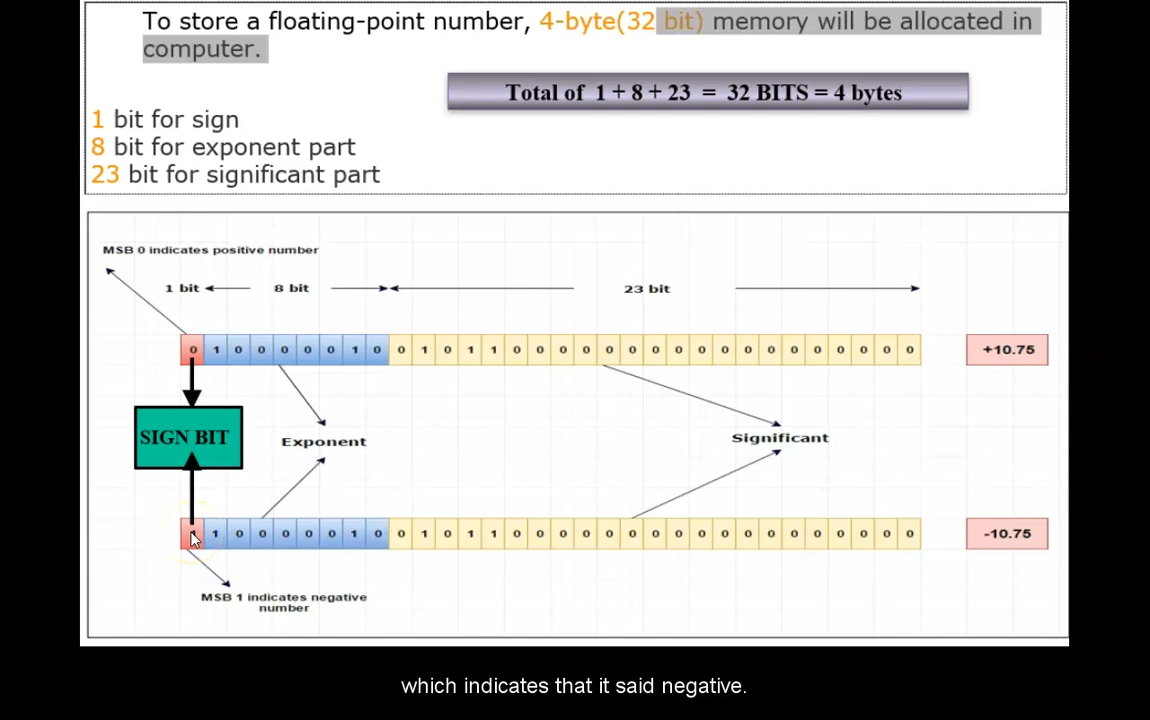 To store a floating-point number, 4-byte(32 bit) memory will be allocated in
computer.
Total of 1 + 8 + 23 = 32 BITS = 4 bytes
1 bit for sign
8 bit for exponent part
23 bit for significant part
MSB 0 indicates positive number
1 bit 8 bit 23 bit
0 1 0 0 0 0 0 1 0 0 1 0 1 1 0 0 0 0 0 0 0 0 0 0 0 0 0 0 0 0 0 0 +10.75
SIGN BIT
Exponent
Significant
1 0 0 0 0 0 1 0 0 1 0 1 1 0 0 0 0 0 0 0 0 0 0 0 0 0 0 0 0 0 0 -10.75
MSB 1 indicates negative
number
which indicates that it said negative.